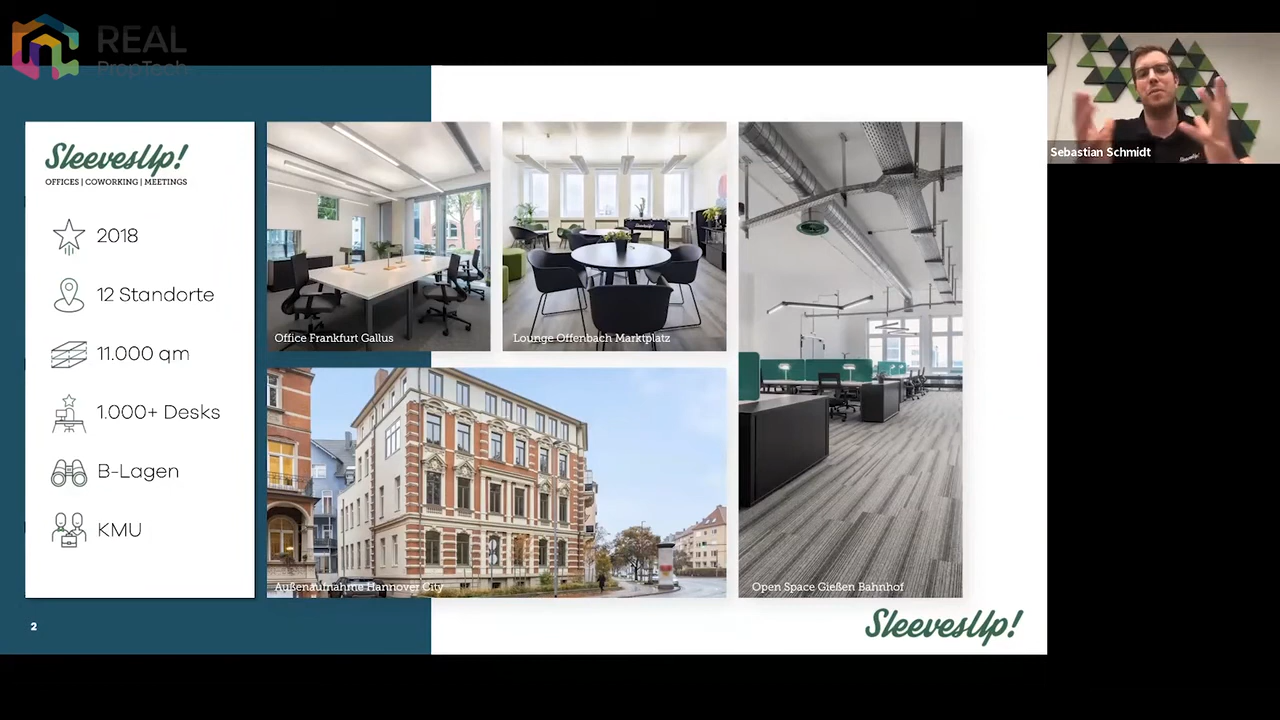 REAL
PropTech
Sebastian Schmidt
SleevesUp!
OFFICES | COWORKING | MEETINGS
2018
12 Standorte
11.000 qm
1.000+ Desks
B-Lagen
KMU
Office Frankfurt Gallus
Lounge Offenbach Marktplatz
Außenaufnahme Hannover City
Open Space Gießen Bahnhof
SleevesUp!
2